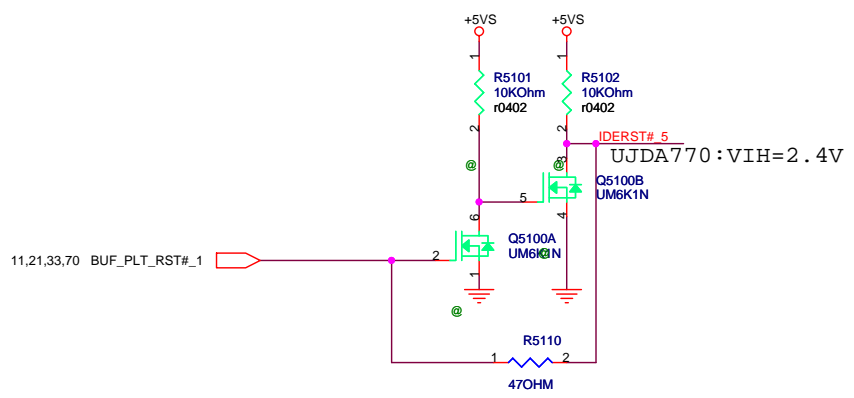 +5VS
+5VS
1
1
R5101
10KOhm
r0402
R5102
10KOhm
r0402
2
2
IDERST#_5
UJDA770:VIH=2.4V
@
3
@
Q5100B
UM6K1N
5
4
6
Q5100A
UM6K1N
@
11,21,33,70 BUF_PLT_RST#_1
2
1
@
R5110
1
2
47OHM